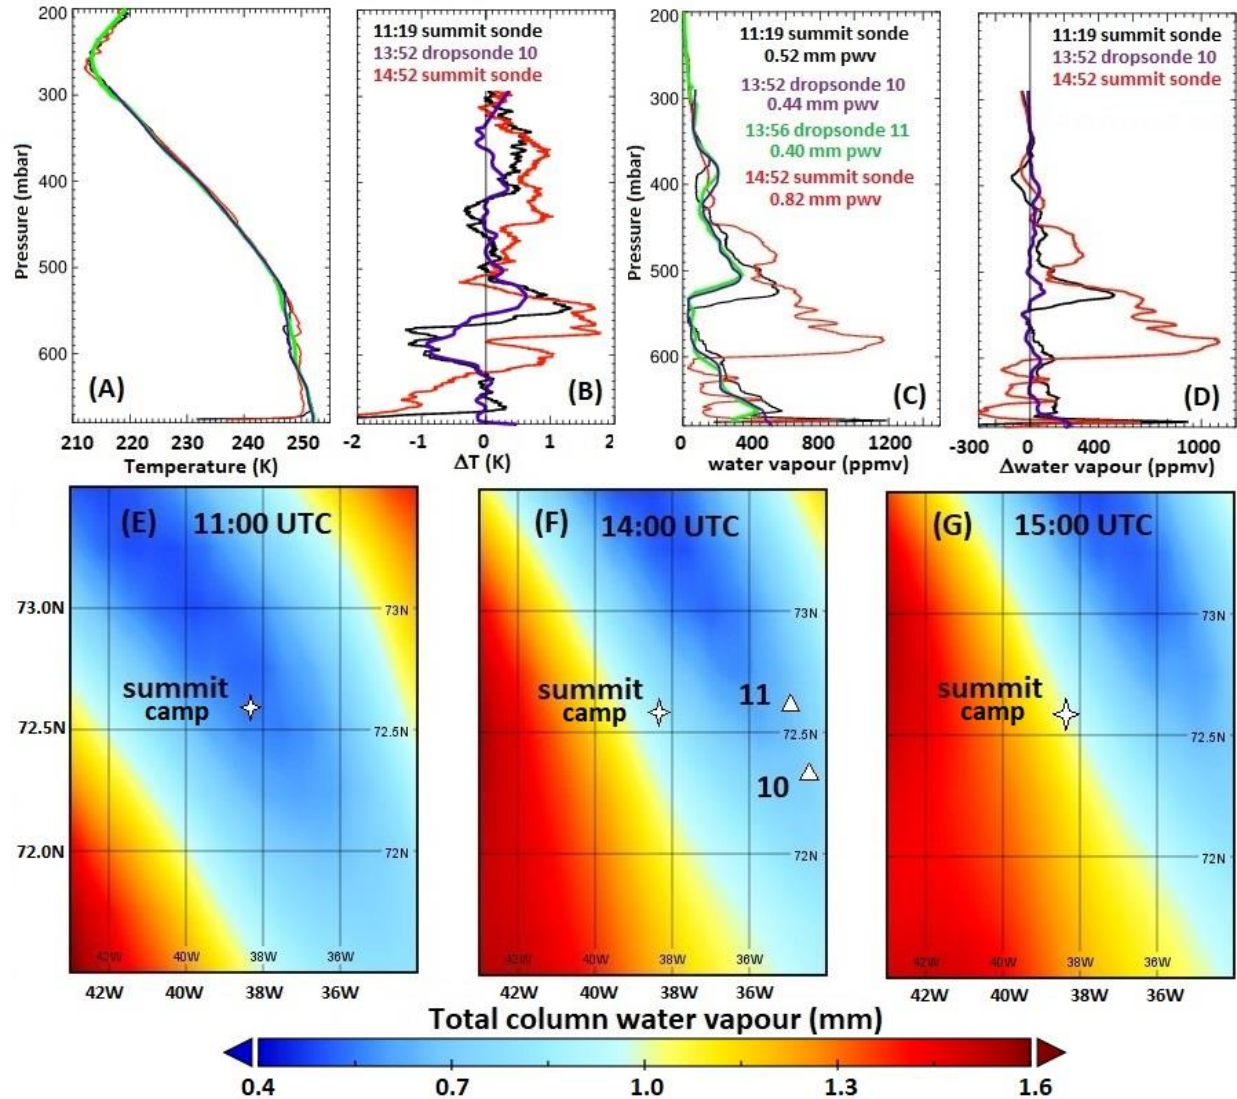 200
300
400
500
600
Pressure (mbar)
(A)
210 220 230 240 250
Temperature (K)
11:19 summit sonde
13:52 dropsonde 10
14:52 summit sonde
(B)
-2 -1 0 1 2
ΔT (K)
200
300
400
500
600
Pressure (mbar)
11:19 summit sonde
0.52 mm pwv
13:52 dropsonde 10
0.44 mm pwv
13:56 dropsonde 11
0.40 mm pwv
14:52 summit sonde
0.82 mm pwv
(C)
0 400 800 1200
water vapour (ppmv)
11:19 summit sonde
13:52 dropsonde 10
14:52 summit sonde
(D)
-300 0 400 1000
Δwater vapour (ppmv)
(E) 11:00 UTC
73.0N
72.5N
72.0N
73N
72.5N
72N
summit
camp
42W 40W 38W 36W
42W 40W 38W 36W
(F) 14:00 UTC
73N
72.5N
72N
summit
camp
11
10
42W 40W 38W 36W
42W 40W 38W 36W
(G) 15:00 UTC
73N
72.5N
72N
summit
camp
42W 40W 38W 36W
42W 40W 38W 36W
Total column water vapour (mm)
0.4 0.7 1.0 1.3 1.6